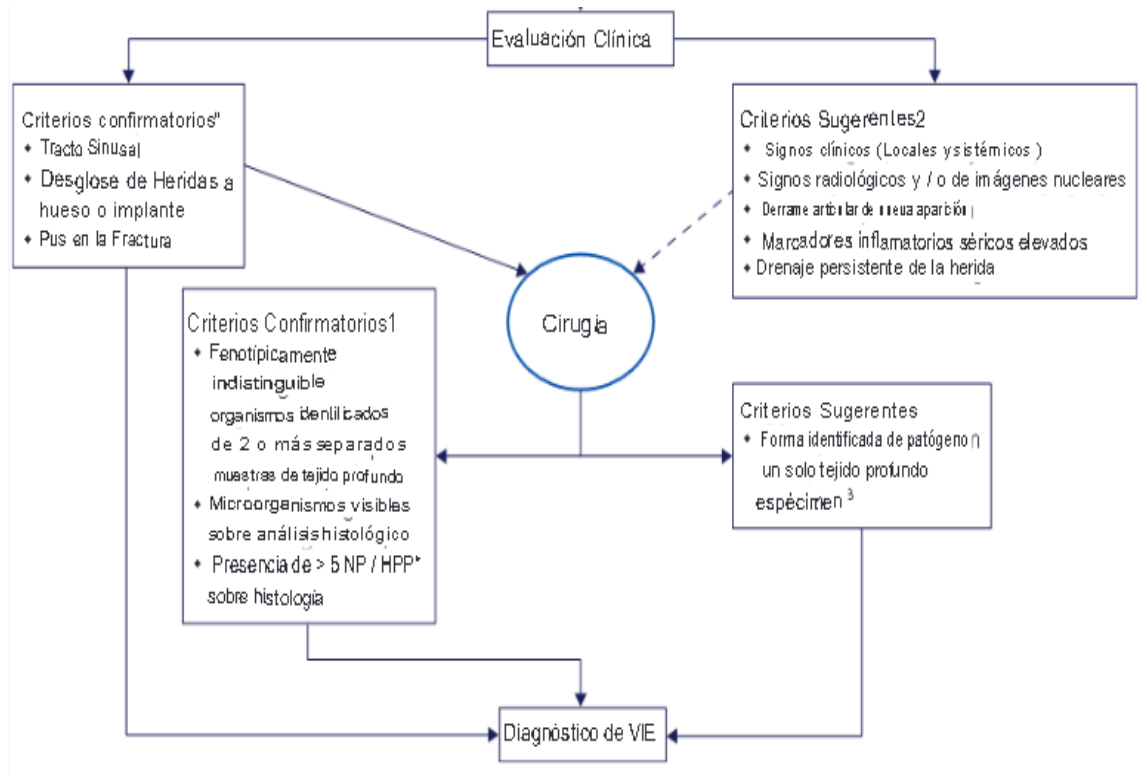 Evaluación Clínica
Criterios confirmatorios"
• Tracto Sinusal
• Desglose de Heridas a
hueso o implante
• Pus en la Fractura
Criterios Sugerentes2
• Signos clínicos (Locales y sistémicos )
• Signos radiológicos y / o de imágenes nucleares
• Derrame articular de nueva aparición
• Marcadores inflamatorios séricos elevados
• Drenaje persistente de la herida
Cirugía
Criterios Confirmatorios1
• Fenotípicamente
indistinguible
organismos identilicados
de 2 o más separados
muestras de tejido profundo
• Microorganismos visibles
sobre análisis histológico
• Presencia de > 5 NP / HPP*
sobre histología
Criterios Sugerentes
• Forma identificada de patógeno n
un solo tejido profundo
espécimen 3
Diagnóstico de VIE